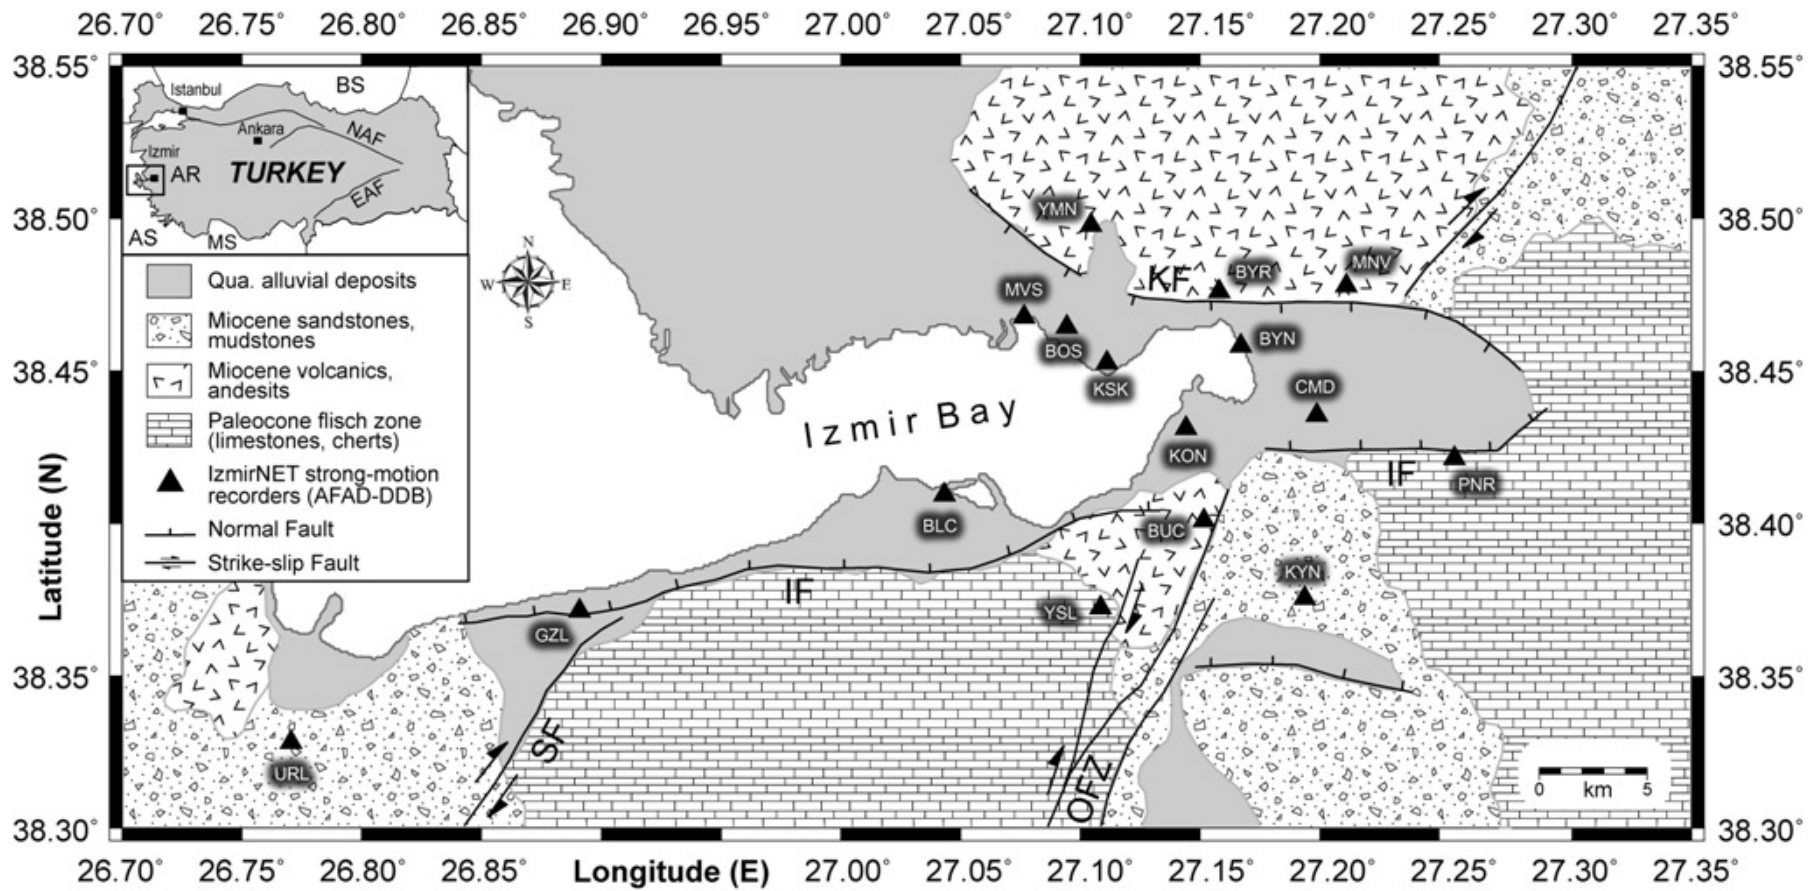 26.70° 26.75° 26.80° 26.85° 26.90° 26.95° 27.00° 27.05° 27.10° 27.15° 27.20° 27.25° 27.30° 27.35°
38.55° 38.55°
BS
Istanbul
Ankara
NAF
Izmir
AR
TURKEY
EAF
AS
MS
38.50° 38.50°
YMN
N
W E
S
KF
BYR
MNV
MVS
BOS
BYN
KSK
38.45° 38.45°
CMD
Izmir Bay
KON
IF
PNR
Qua. alluvial deposits
Miocene sandstones,
mudstones
Miocene volcanics,
andesits
Paleocone flisch zone
(limestones, cherts)
IzmirNET strong-motion
recorders (AFAD-DDB)
Normal Fault
Strike-slip Fault
BLC
BUC
38.40° 38.40°
KYN
IF
YSL
GZL
38.35° 38.35°
SF
URL
OFZ
0 km 5
38.30° 38.30°
26.70° 26.75° 26.80° 26.85° 26.90° Longitude (E) 27.00° 27.05° 27.10° 27.15° 27.20° 27.25° 27.30° 27.35°
Latitude (N)